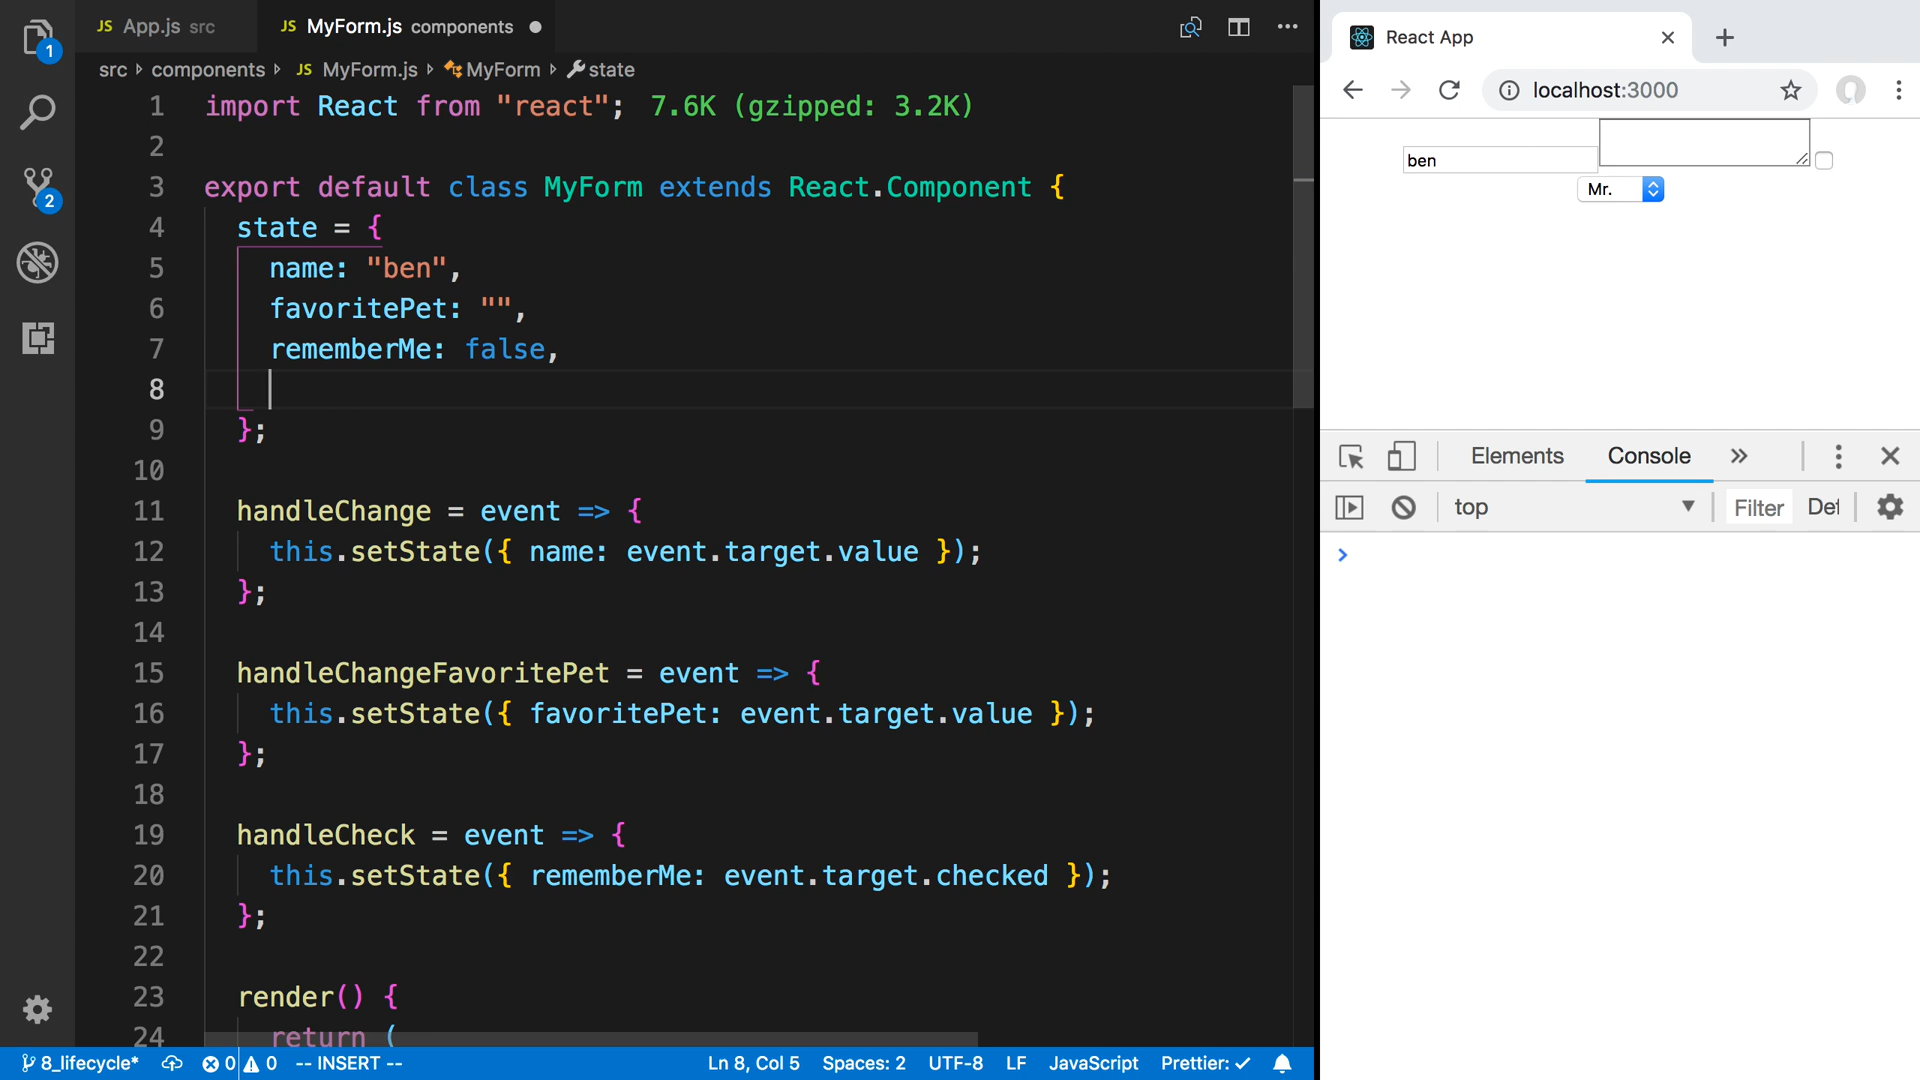 1
2
JS App.js src
JS MyForm.js components
src components JS MyForm.js MyForm state
1 import React from "react"; 7.6K (gzipped: 3.2K)
2
3 export default class MyForm extends React.Component {
4 state = {
5 name: "ben",
6 favoritePet: "",
7 rememberMe: false,
8
9 };
10
11 handleChange = event => {
12 this.setState({ name: event.target.value });
13 };
14
15 handleChangeFavoritePet = event => {
16 this.setState({ favoritePet: event.target.value });
17 };
18
19 handleCheck = event => {
20 this.setState({ rememberMe: event.target.checked });
21 };
22
23 render() {
24 return (
8_lifecycle* 0 0 -- INSERT -- Ln 8, Col 5 Spaces: 2 UTF-8 LF JavaScript Prettier: ✓
React App
localhost:3000
ben
Mr.
Elements Console »
top Filter Def